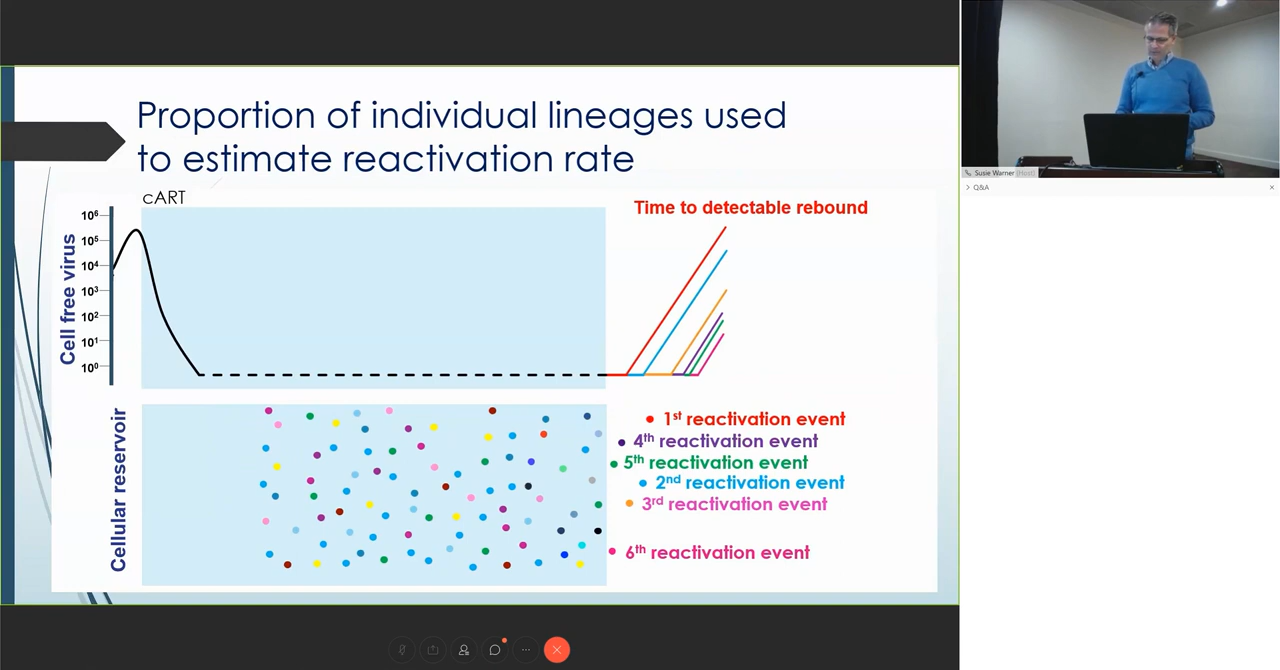 Proportion of individual lineages used
to estimate reactivation rate
cART
Cell free virus
10⁶
10⁵
10⁴
10³
10²
10¹
10⁰
Time to detectable rebound
Cellular reservoir
1st reactivation event
4th reactivation event
5th reactivation event
2nd reactivation event
3rd reactivation event
6th reactivation event
Susie Warner (Host)
Q&A